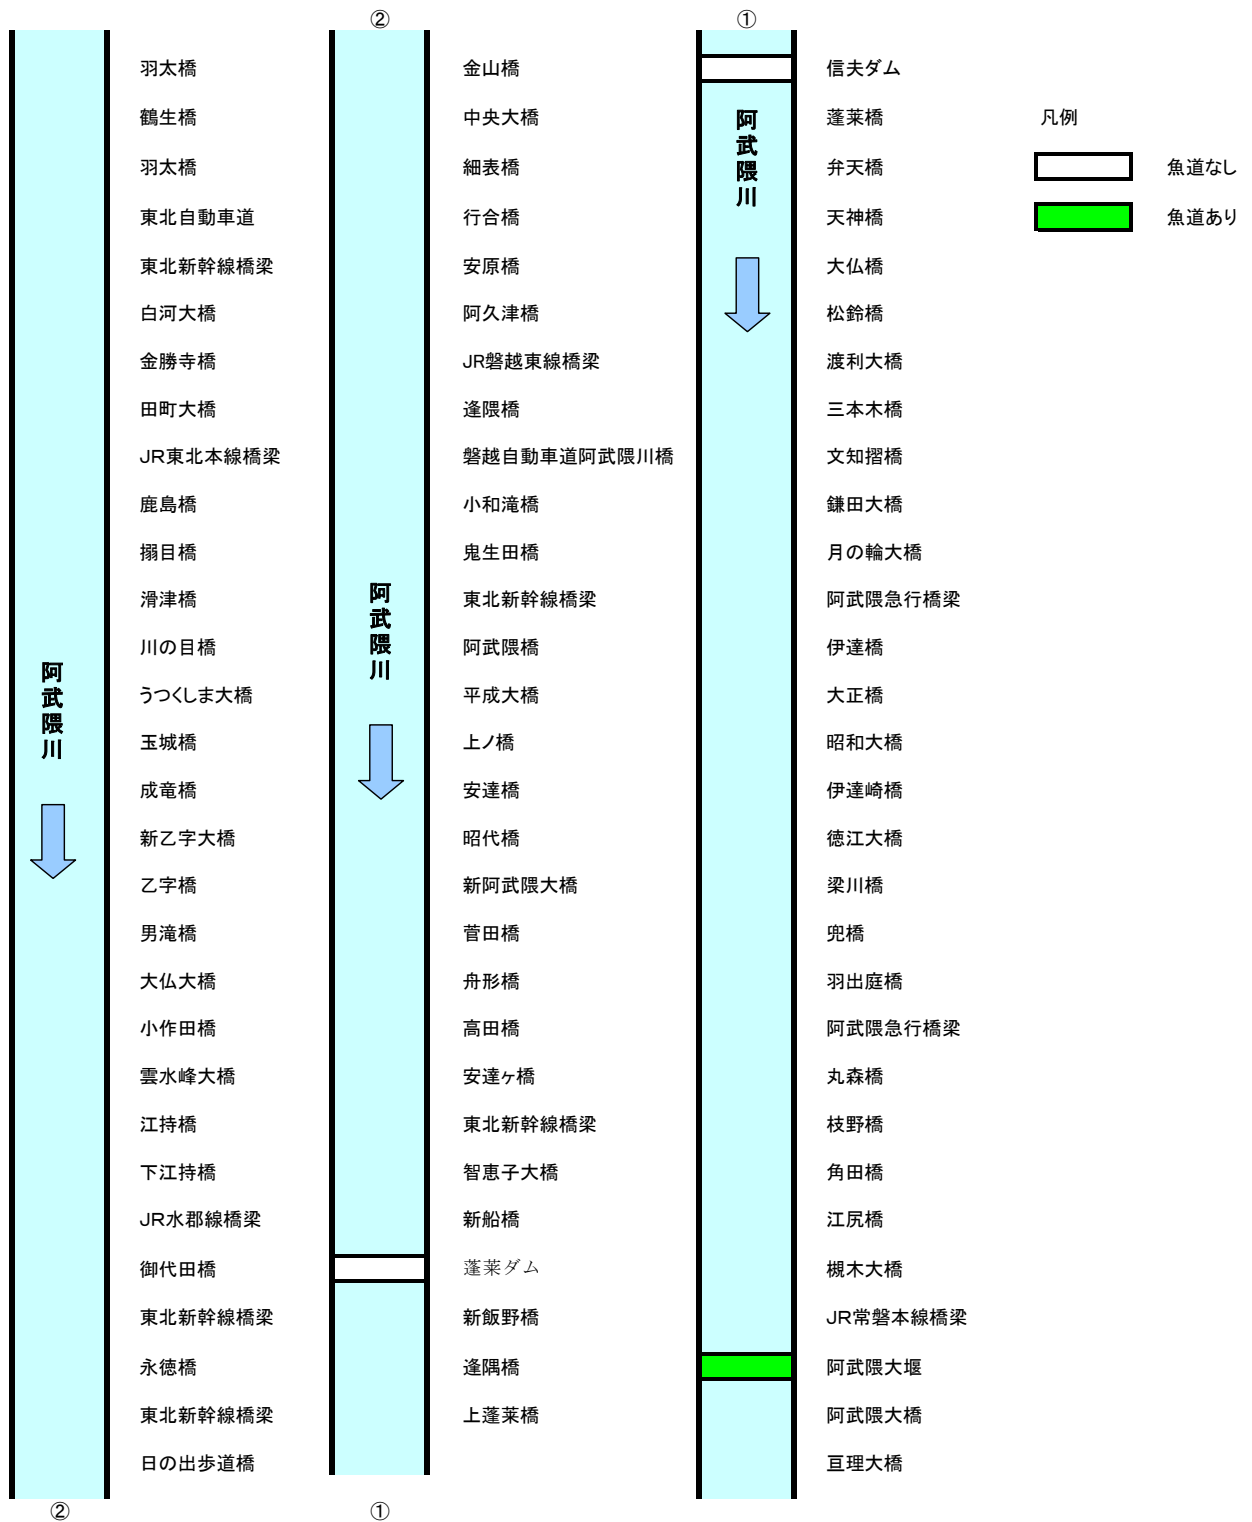 羽太橋
鶴生橋
羽太橋
東北自動車道
東北新幹線橋梁
白河大橋
金勝寺橋
田町大橋
JR東北本線橋梁
鹿島橋
搦目橋
滑津橋
川の目橋
うつくしま大橋
玉城橋
成竜橋
新乙字大橋
乙字橋
男滝橋
大仏大橋
小作田橋
雲水峰大橋
江持橋
下江持橋
JR水郡線橋梁
御代田橋
東北新幹線橋梁
永徳橋
東北新幹線橋梁
日の出歩道橋
阿武隈川
②
②
金山橋
中央大橋
細表橋
行合橋
安原橋
阿久津橋
JR磐越東線橋梁
逢隈橋
磐越自動車道阿武隈川橋
小和滝橋
鬼生田橋
東北新幹線橋梁
阿武隈橋
平成大橋
上ノ橋
安達橋
昭代橋
新阿武隈大橋
菅田橋
舟形橋
高田橋
安達ヶ橋
東北新幹線橋梁
智恵子大橋
新船橋
蓬莱ダム
新飯野橋
逢隅橋
上蓬莱橋
阿武隈川
①
①
信夫ダム
蓬莱橋
弁天橋
天神橋
大仏橋
松鈴橋
渡利大橋
三本木橋
文知摺橋
鎌田大橋
月の輪大橋
阿武隈急行橋梁
伊達橋
大正橋
昭和大橋
伊達崎橋
徳江大橋
梁川橋
兜橋
羽出庭橋
阿武隈急行橋梁
丸森橋
枝野橋
角田橋
江尻橋
槻木大橋
JR常磐本線橋梁
阿武隈大堰
阿武隈大橋
亘理大橋
阿武隈川
凡例
魚道なし
魚道あり